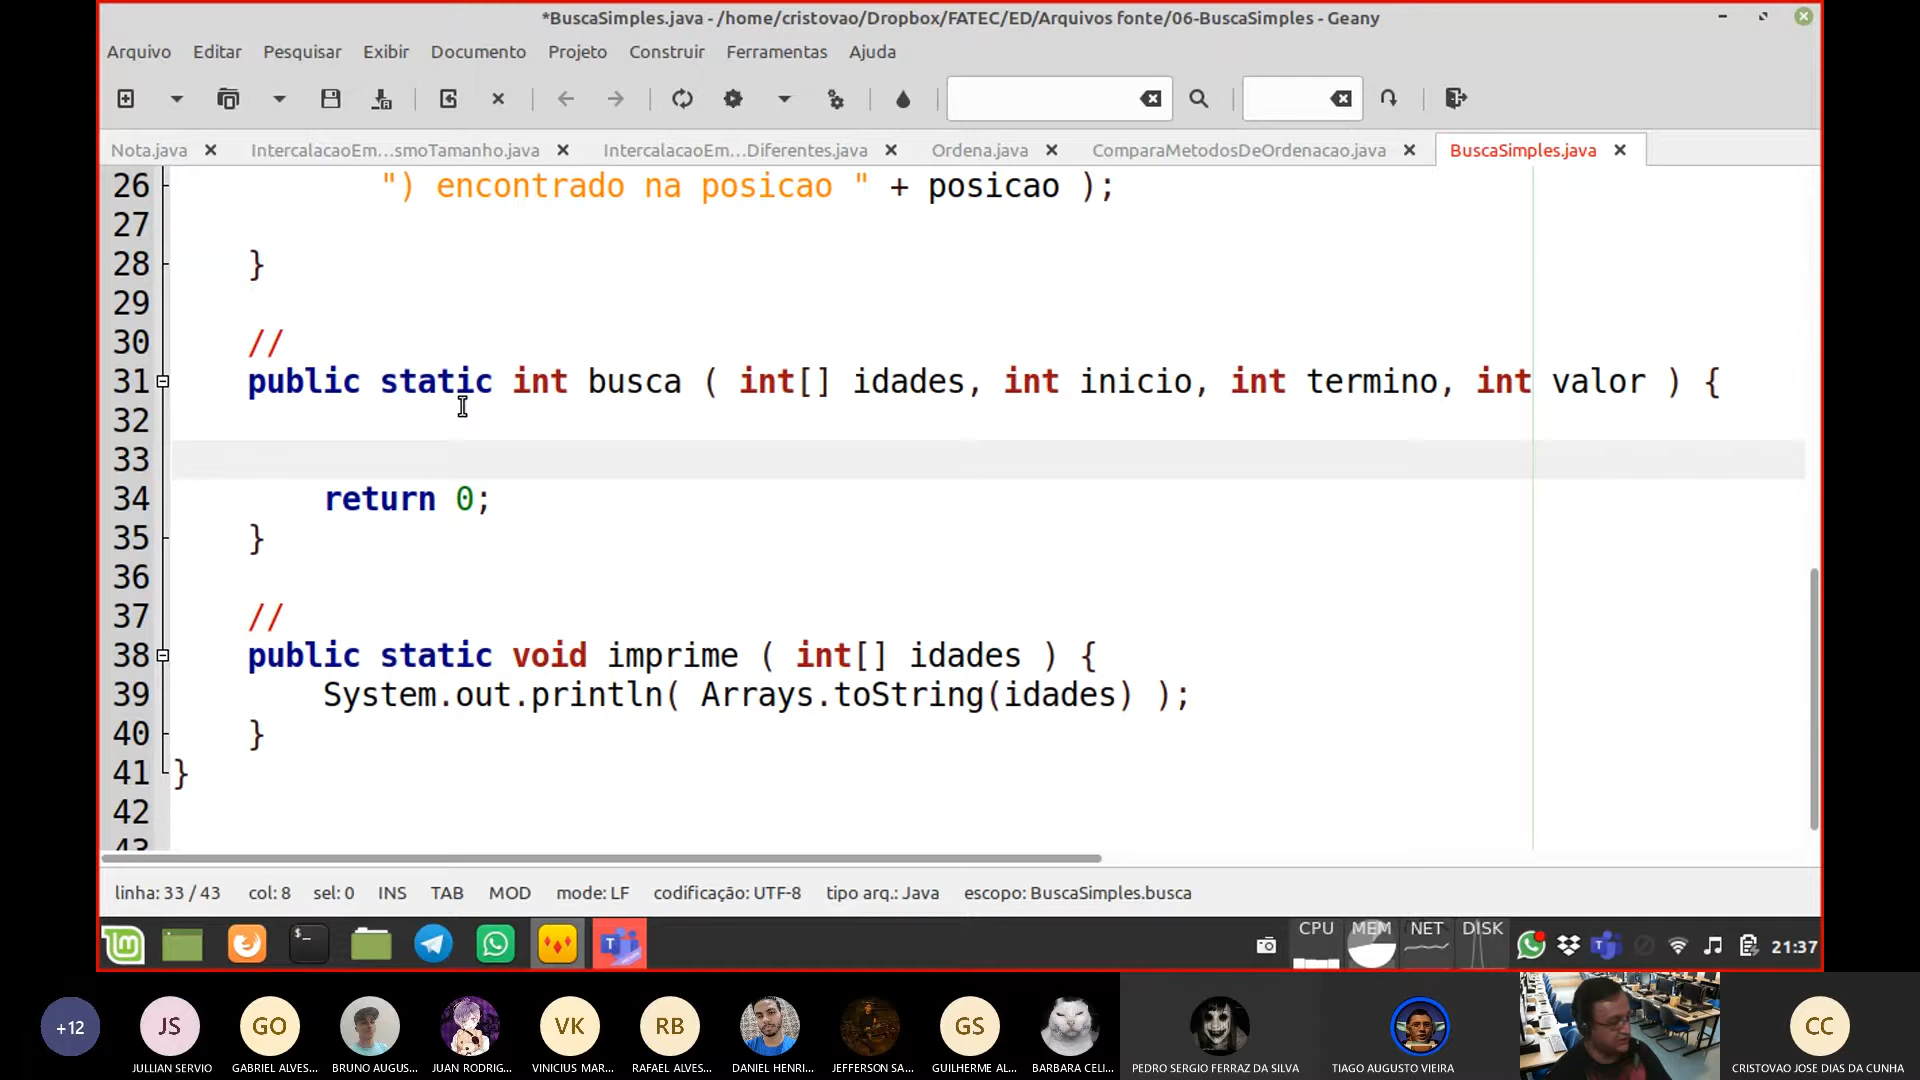 *BuscaSimples.java - /home/cristovao/Dropbox/FATEC/ED/Arquivos fonte/06-BuscaSimples - Geany
Arquivo Editar Pesquisar Exibir Documento Projeto Construir Ferramentas Ajuda
Nota.java IntercalacaoEm...smoTamanho.java IntercalacaoEm...Diferentes.java Ordena.java ComparaMetodosDeOrdenacao.java BuscaSimples.java
26 ") encontrado na posicao " + posicao );
27
28 }
29
30 //
31 public static int busca ( int[] idades, int inicio, int termino, int valor ) {
32
33
34 return 0;
35 }
36
37 //
38 public static void imprime ( int[] idades ) {
39 System.out.println( Arrays.toString(idades) );
40 }
41 }
42
43
linha: 33 / 43 col: 8 sel: 0 INS TAB MOD mode: LF codificação: UTF-8 tipo arq.: Java escopo: BuscaSimples.busca
CPU MEM NET DISK 21:37
+12 JS GO VK RB GS CC
JULLIAN SERVIO GABRIEL ALVES... BRUNO AUGUS... JUAN RODRIG... VINICIUS MAR... RAFAEL ALVES... DANIEL HENRI... JEFFERSON SA... GUILHERME AL... BARBARA CELI... PEDRO SERGIO FERRAZ DA SILVA TIAGO AUGUSTO VIEIRA CRISTOVAO JOSE DIAS DA CUNHA